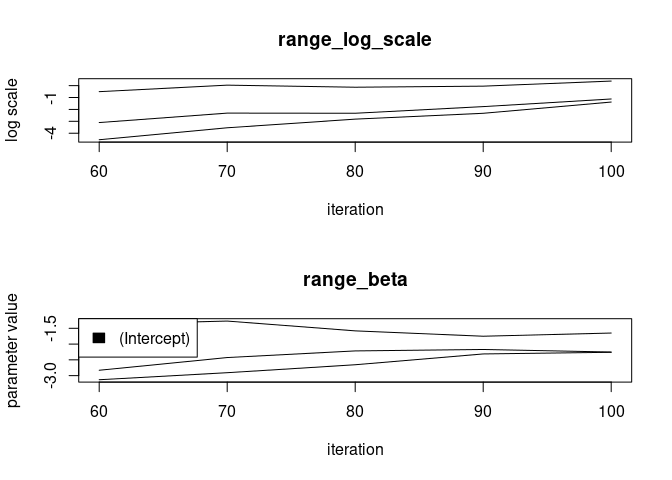 range_log_scale
log scale
-1
-4
60 70 80 90 100
iteration
range_beta
parameter value
-1.5
-3.0
(Intercept)
60 70 80 90 100
iteration